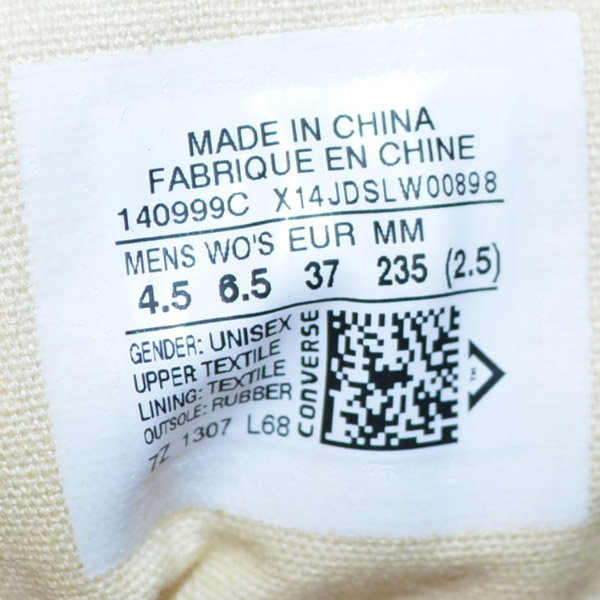 MADE IN CHINA
FABRIQUE EN CHINE
140999C X14JDSLW00898
MENS WO'S EUR MM
4.5 6.5 37 235 (2.5)
GENDER: UNISEX
UPPER TEXTILE
LINING: TEXTILE
OUTSOLE: RUBBER
7Z 1307 L68
CONVERSE
TM